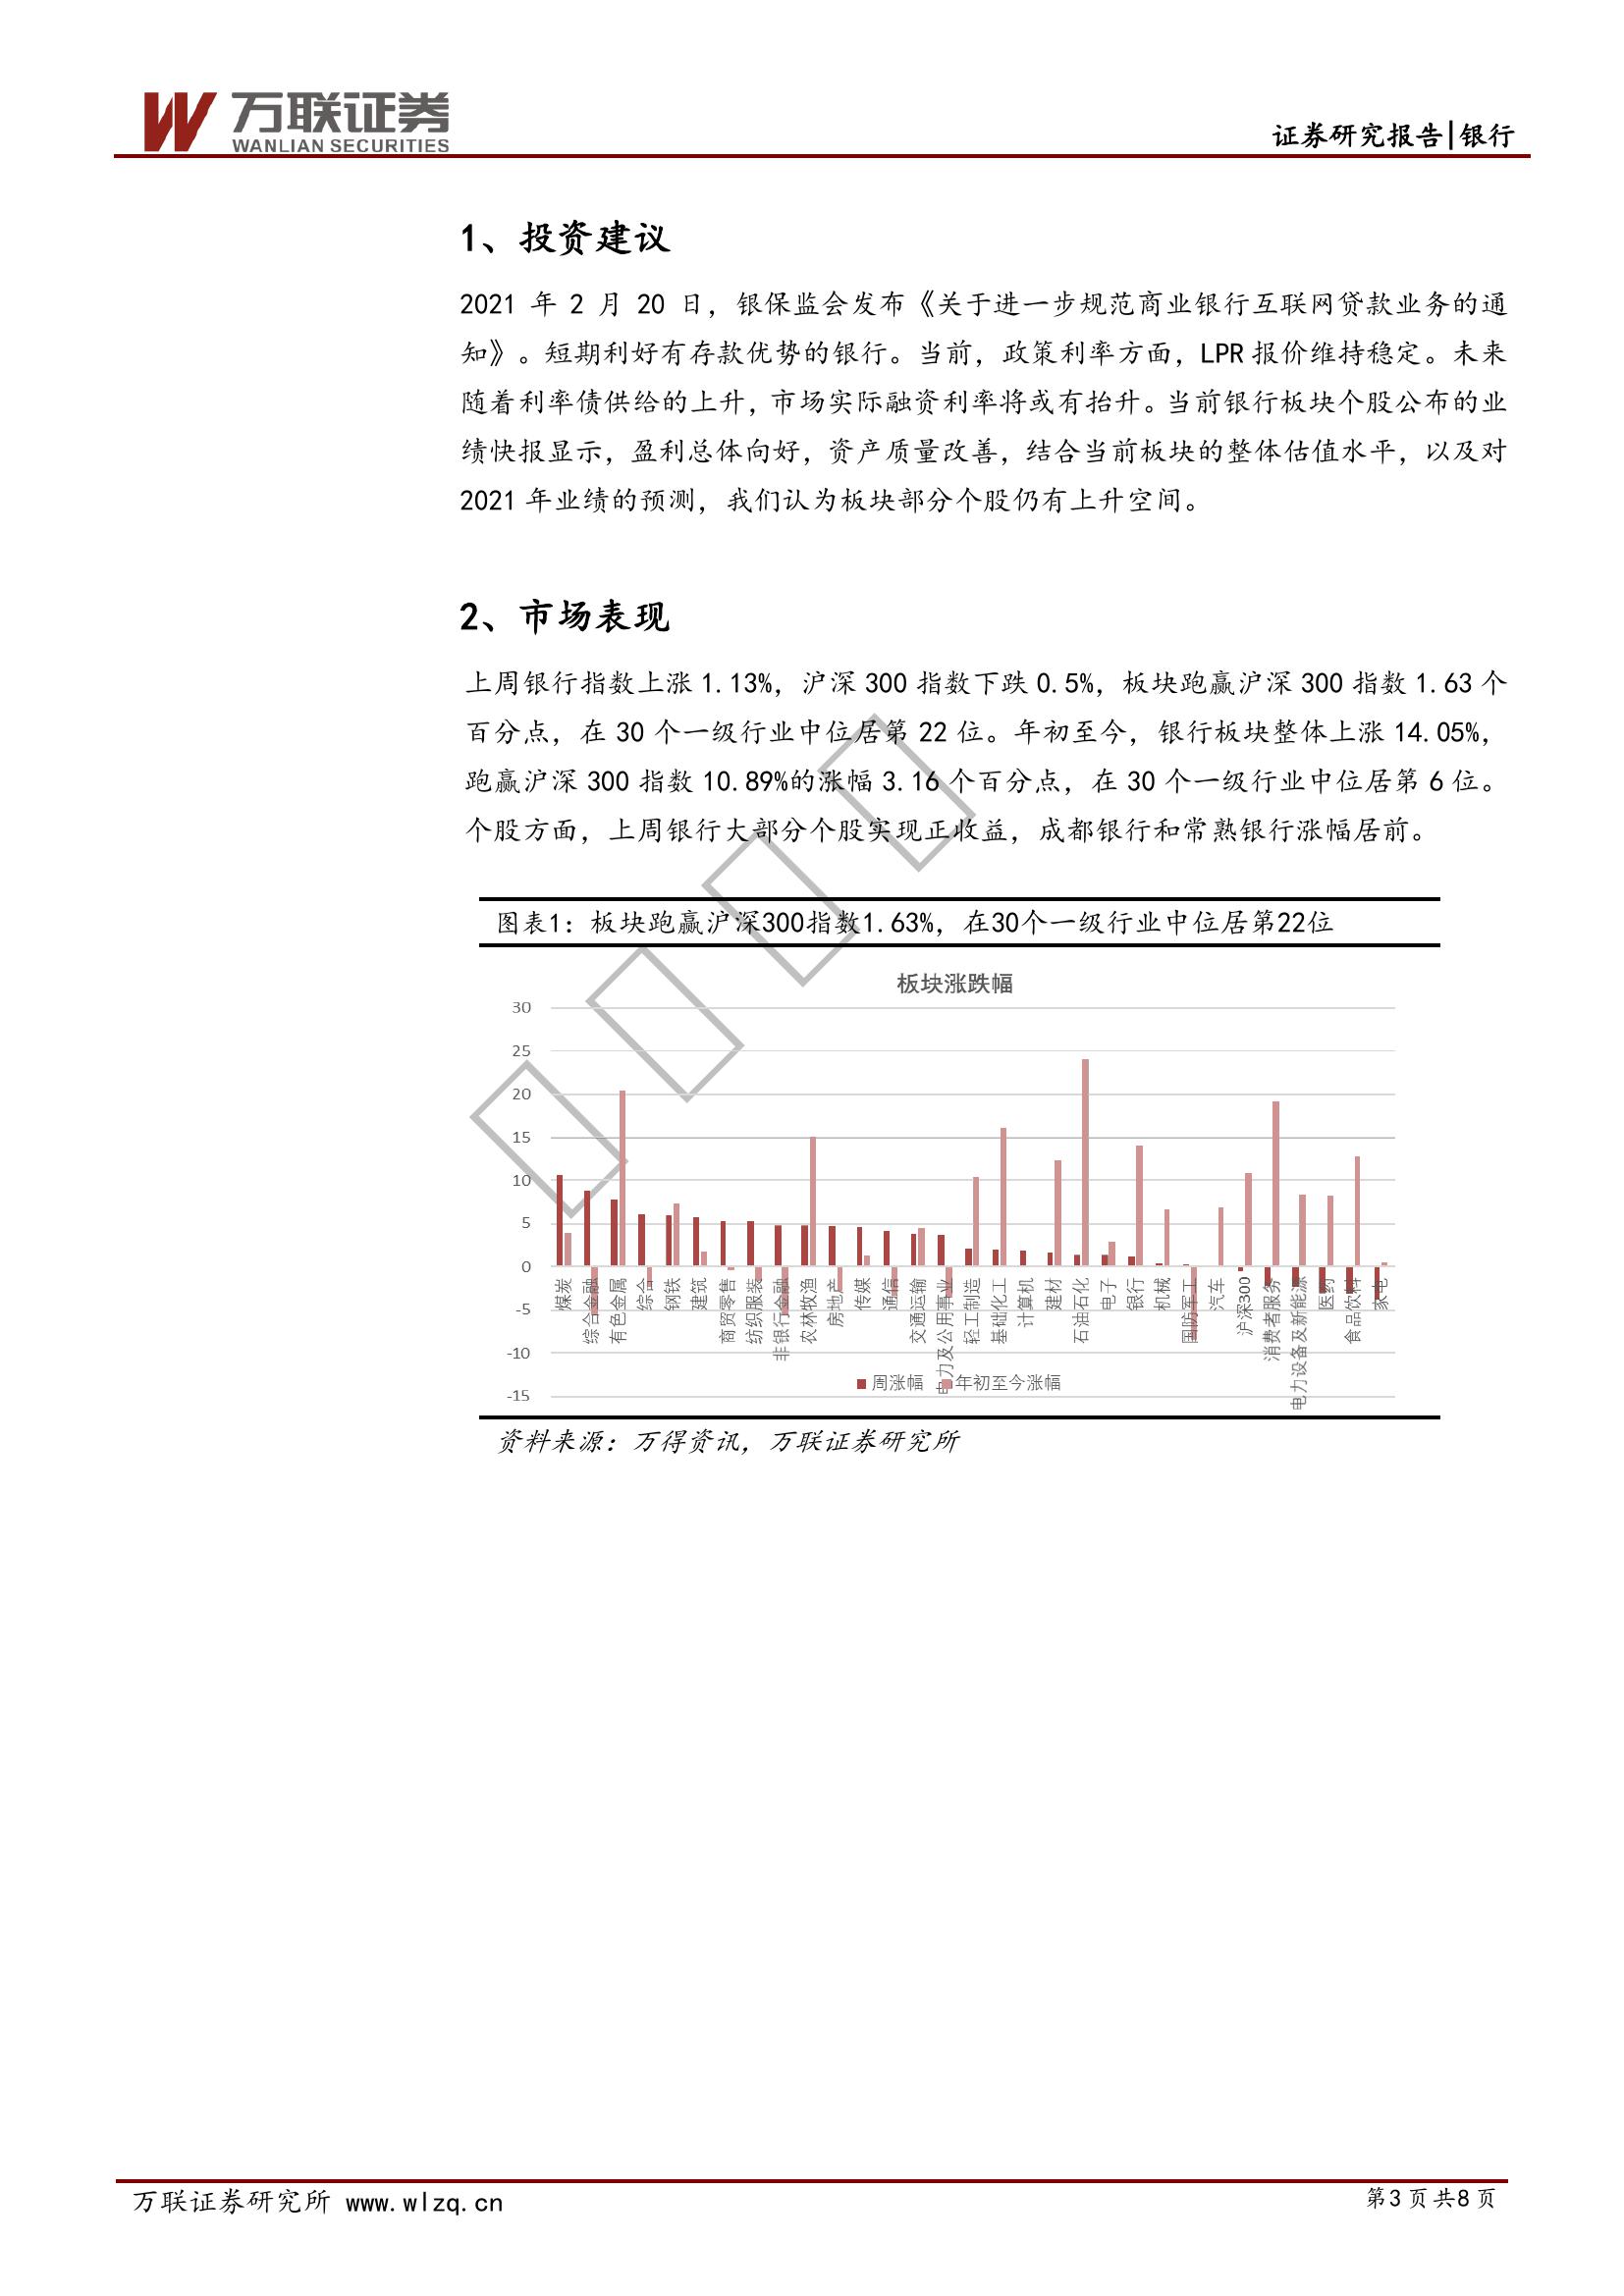 万联证券
WANLIAN SECURITIES
证券研究报告|银行
1、投资建议
2021 年 2 月 20 日，银保监会发布《关于进一步规范商业银行互联网贷款业务的通
知》。短期利好有存款优势的银行。当前，政策利率方面，LPR 报价维持稳定。未来
随着利率债供给的上升，市场实际融资利率将或有抬升。当前银行板块个股公布的业
绩快报显示，盈利总体向好，资产质量改善，结合当前板块的整体估值水平，以及对
2021 年业绩的预测，我们认为板块部分个股仍有上升空间。
2、市场表现
上周银行指数上涨 1.13%，沪深 300 指数下跌 0.5%，板块跑赢沪深 300 指数 1.63 个
百分点，在 30 个一级行业中位居第 22 位。年初至今，银行板块整体上涨 14.05%，
跑赢沪深 300 指数 10.89%的涨幅 3.16 个百分点，在 30 个一级行业中位居第 6 位。
个股方面，上周银行大部分个股实现正收益，成都银行和常熟银行涨幅居前。
图表1：板块跑赢沪深300指数1.63%，在30个一级行业中位居第22位
板块涨跌幅
30
25
20
15
10
5
0
-5
-10
-15
煤炭
综合金融
有色金属
综合
钢铁
建筑
商贸零售
纺织服装
非银行金融
农林牧渔
房地产
传媒
通信
交通运输
电力及公用事业
轻工制造
基础化工
计算机
建材
石油石化
电子
银行
机械
国防军工
汽车
沪深300
消费者服务
电力设备及新能源
医药
食品饮料
家电
周涨幅
年初至今涨幅
资料来源：万得资讯，万联证券研究所
万联证券研究所 www.wlzq.cn
第3页共8页